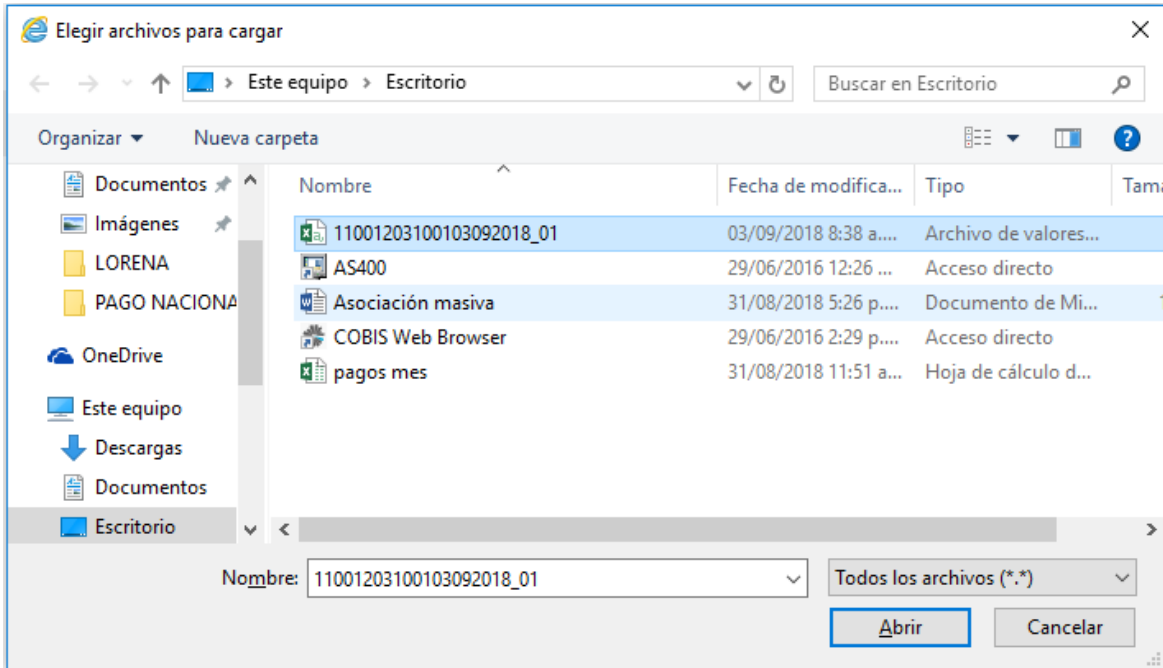 Elegir archivos para cargar
Este equipo > Escritorio
Buscar en Escritorio
Organizar
Nueva carpeta
Documentos
Imágenes
LORENA
PAGO NACIONA
OneDrive
Este equipo
Descargas
Documentos
Escritorio
Nombre Fecha de modifica... Tipo Tama
11001203100103092018_01 03/09/2018 8:38 a.... Archivo de valores...
AS400 29/06/2016 12:26 ... Acceso directo
Asociación masiva 31/08/2018 5:26 p.... Documento de Mi... 1
COBIS Web Browser 29/06/2016 2:29 p.... Acceso directo
pagos mes 31/08/2018 11:51 a... Hoja de cálculo d...
Nombre: 11001203100103092018_01
Todos los archivos (*.*)
Abrir
Cancelar